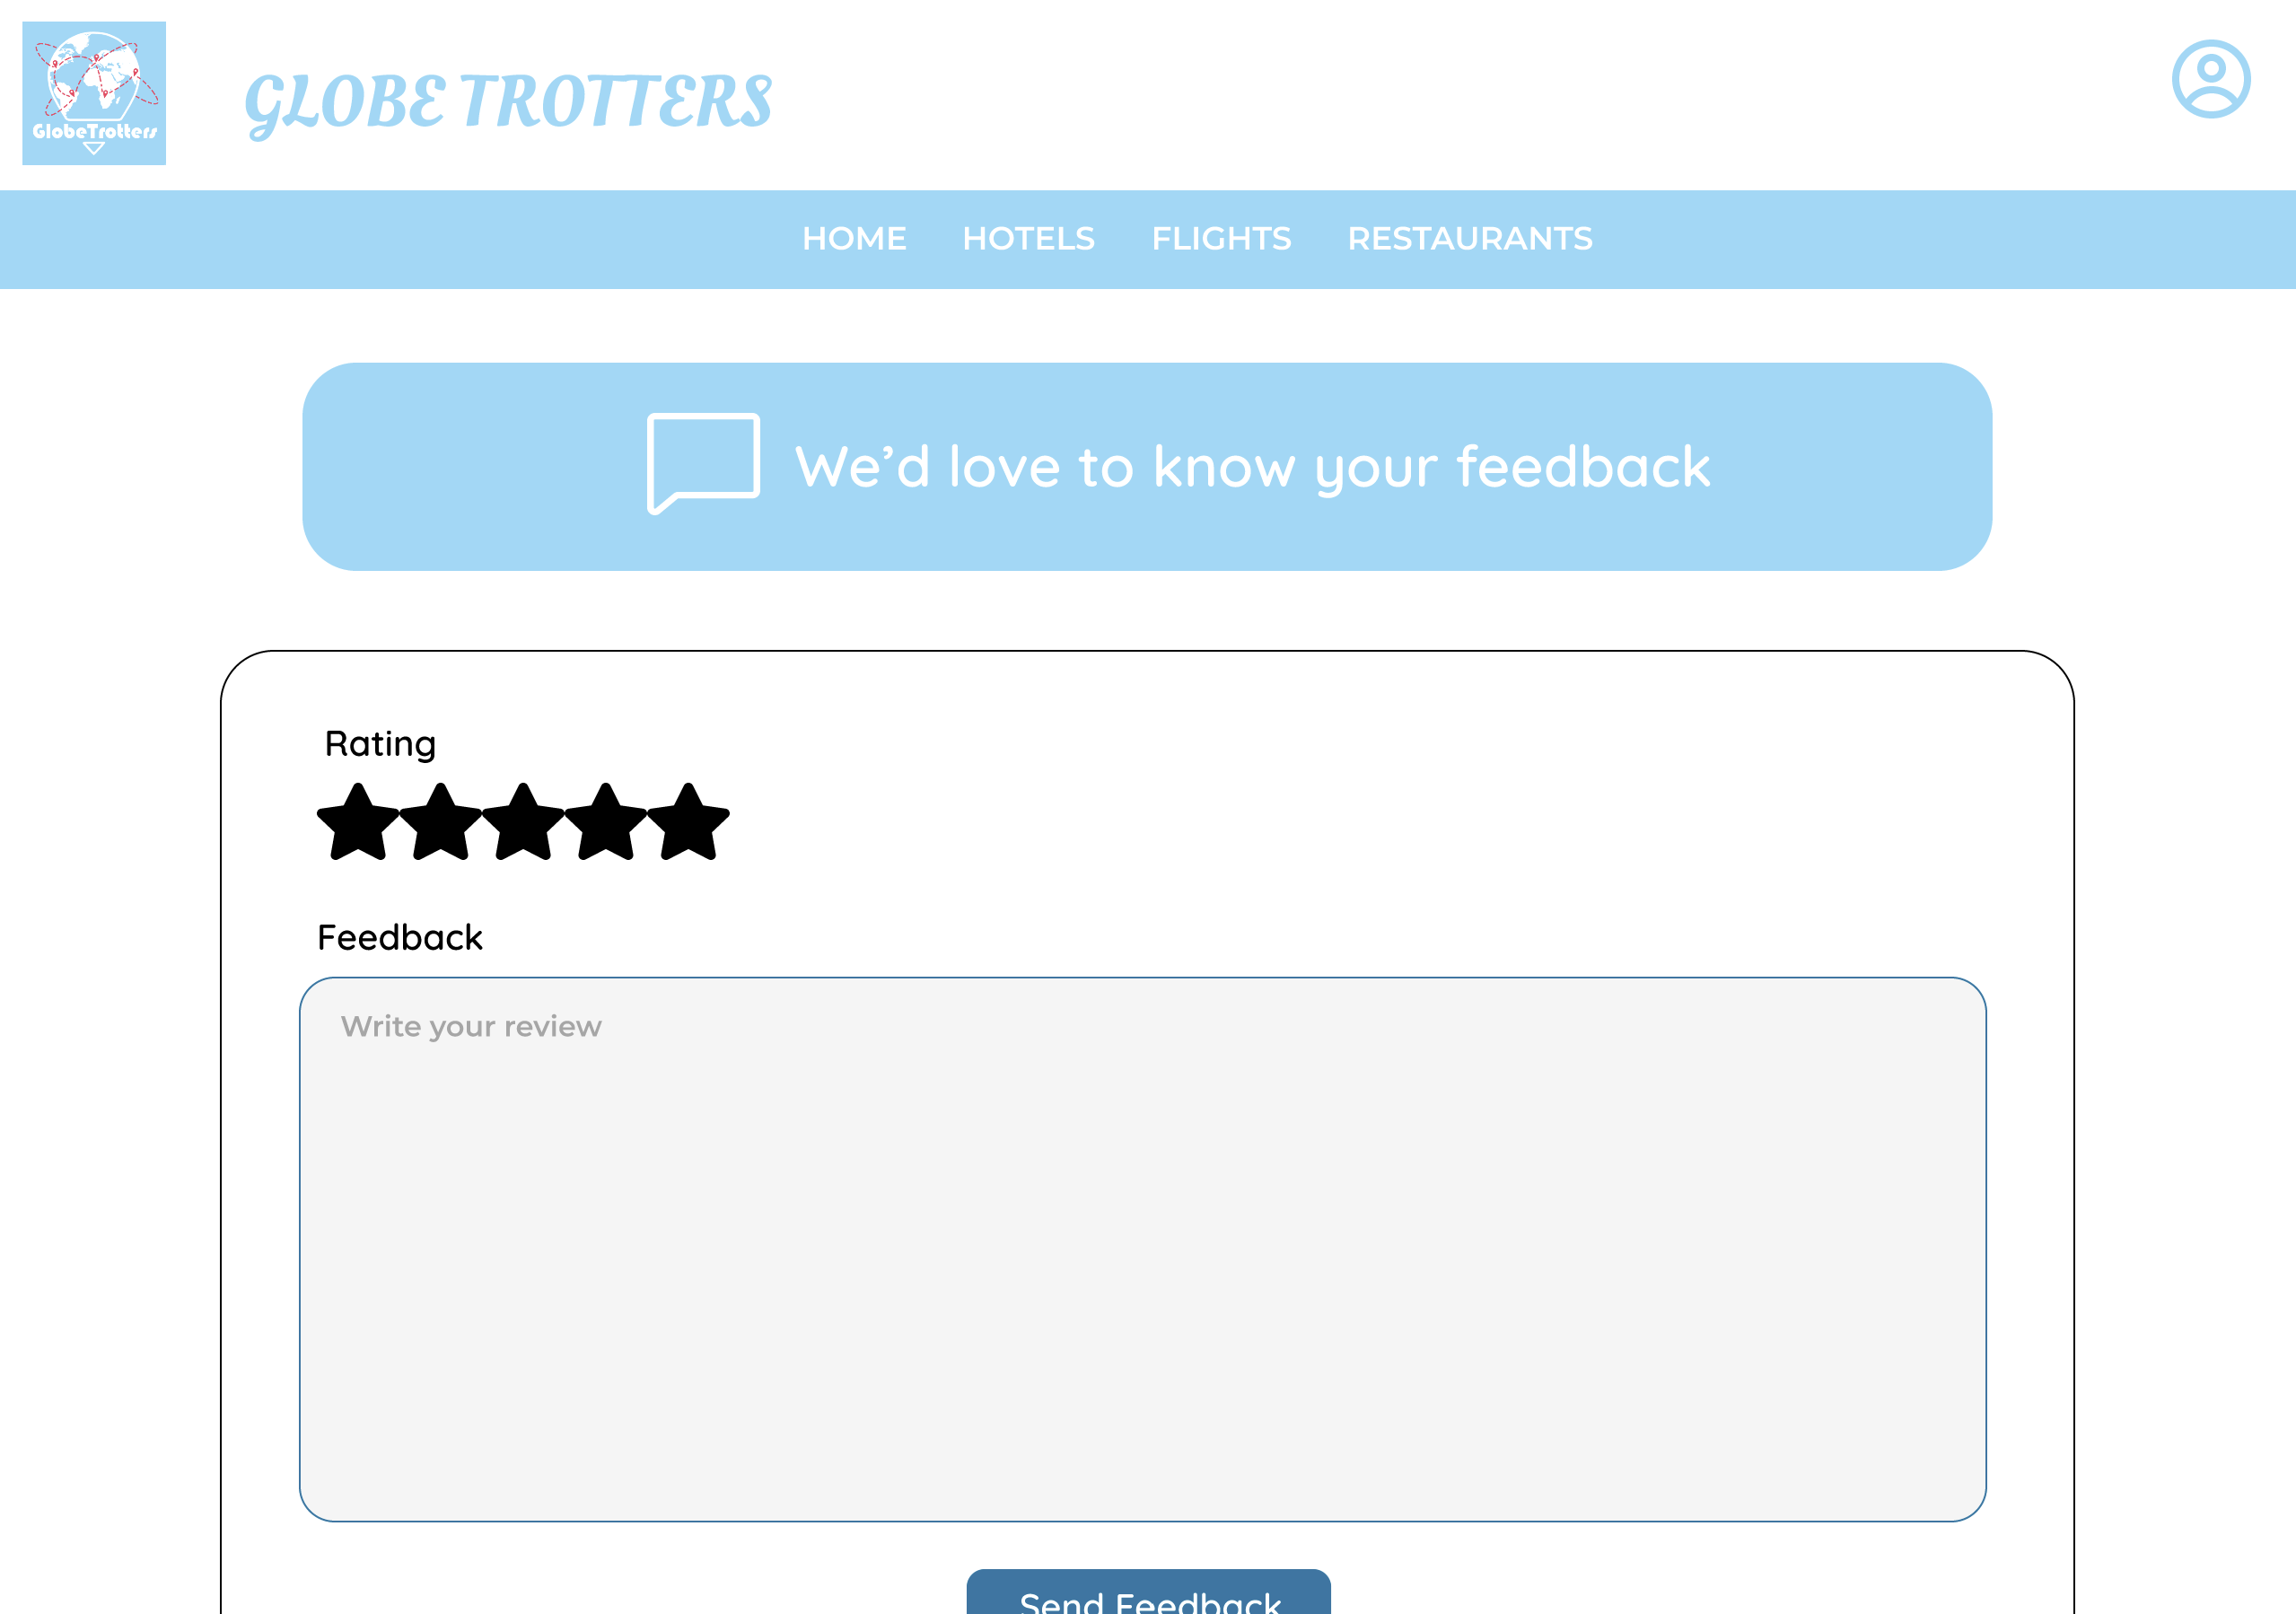 GlobeTrotters
GLOBE TROTTERS
HOME HOTELS FLIGHTS RESTAURANTS
We’d love to know your feedback
Rating
Feedback
Write your review
Send Feedback